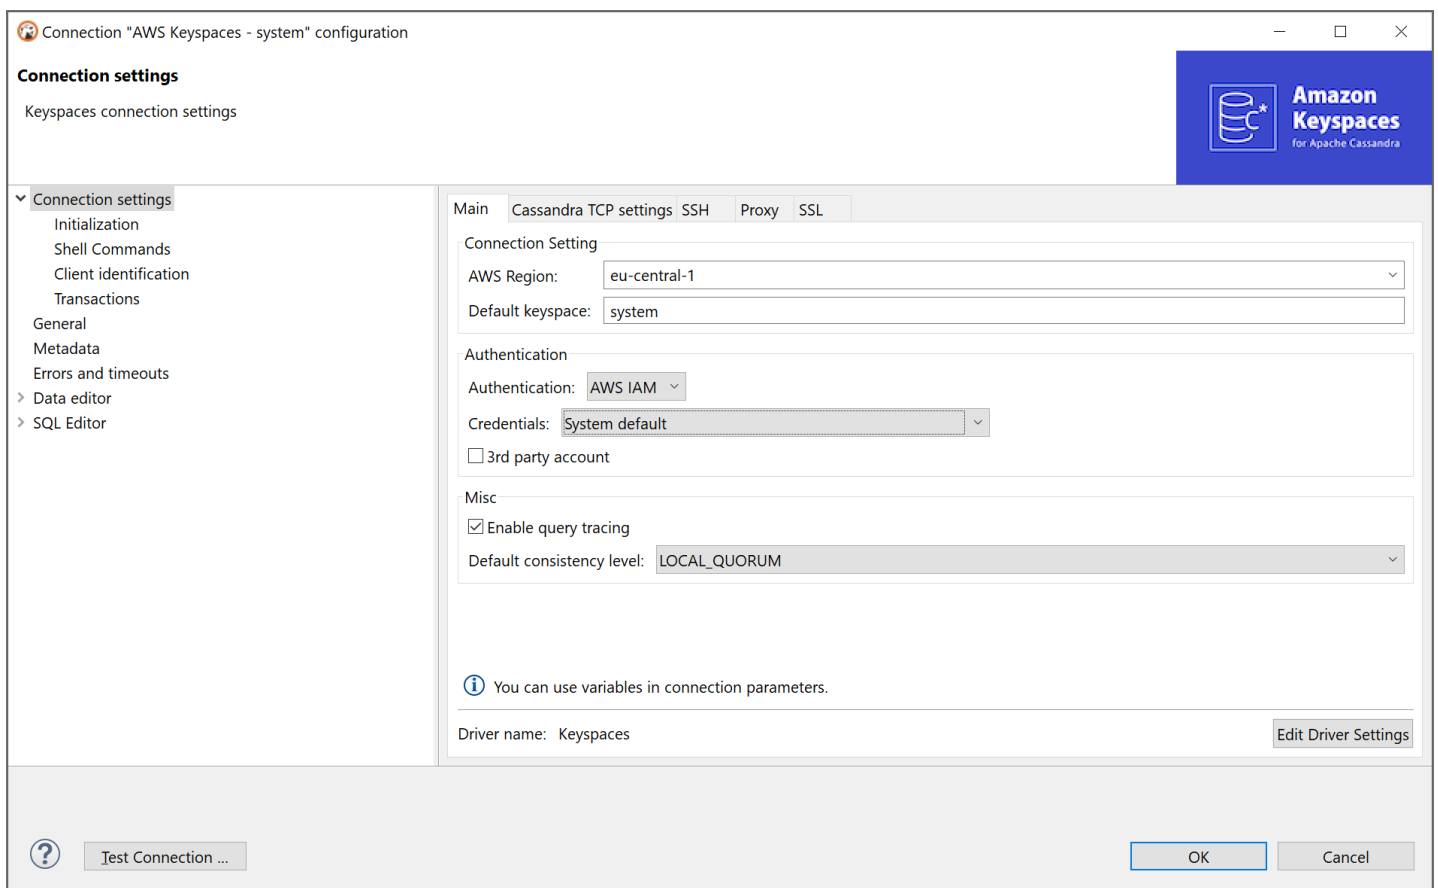 Connection "AWS Keyspaces - system" configuration
Connection settings
Keyspaces connection settings
Amazon
Keyspaces
for Apache Cassandra
Connection settings
Initialization
Shell Commands
Client identification
Transactions
General
Metadata
Errors and timeouts
Data editor
SQL Editor
Main Cassandra TCP settings SSH Proxy SSL
Connection Setting
AWS Region: eu-central-1
Default keyspace: system
Authentication
Authentication: AWS IAM
Credentials: System default
3rd party account
Misc
Enable query tracing
Default consistency level: LOCAL_QUORUM
You can use variables in connection parameters.
Driver name: Keyspaces Edit Driver Settings
? Test Connection ... OK Cancel